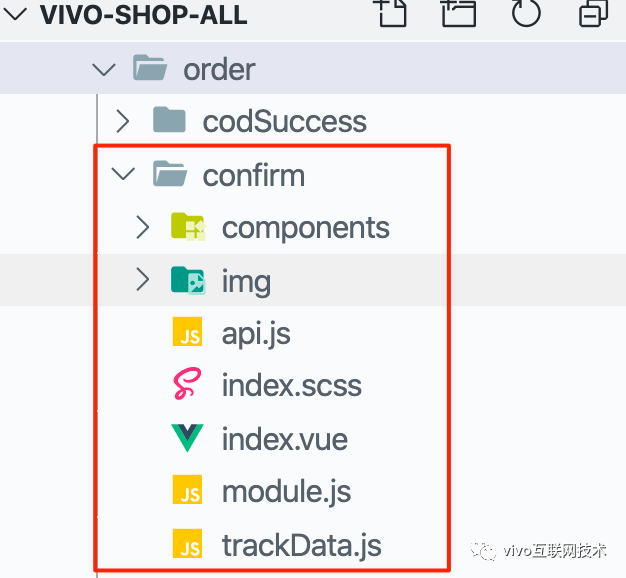 VIVO-SHOP-ALL
order
codSuccess
confirm
components
img
JS api.js
index.scss
index.vue
JS module.js
JS trackData.js
vivo互联网技术